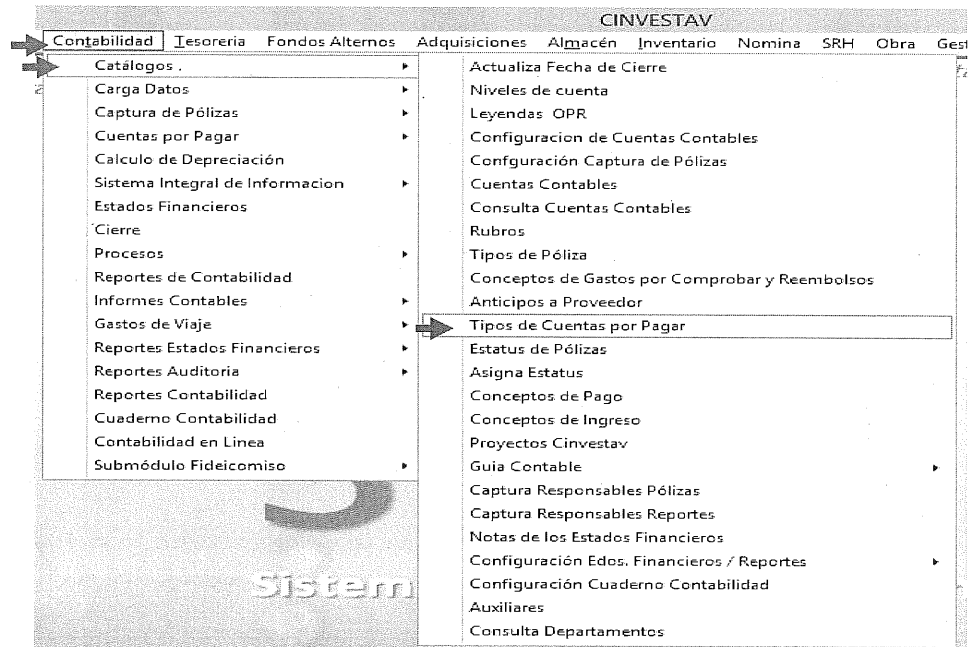 CINVESTAV
Contabilidad Tesoreria Fondos Alternos Adquisiciones Almacén Inventario Nomina SRH Obra Gest
Catálogos
Carga Datos
Captura de Pólizas
Cuentas por Pagar
Calculo de Depreciación
Sistema Integral de Informacion
Estados Financieros
Cierre
Procesos
Reportes de Contabilidad
Informes Contables
Gastos de Viaje
Reportes Estados Financieros
Reportes Auditoria
Reportes Contabilidad
Cuaderno Contabilidad
Contabilidad en Linea
Submódulo Fideicomiso
Actualiza Fecha de Cierre
Niveles de cuenta
Leyendas OPR
Configuracion de Cuentas Contables
Confguración Captura de Pólizas
Cuentas Contables
Consulta Cuentas Contables
Rubros
Tipos de Póliza
Conceptos de Gastos por Comprobar y Reembolsos
Anticipos a Proveedor
Tipos de Cuentas por Pagar
Estatus de Pólizas
Asigna Estatus
Conceptos de Pago
Conceptos de Ingreso
Proyectos Cinvestav
Guia Contable
Captura Responsables Pólizas
Captura Responsables Reportes
Notas de los Estados Financieros
Configuración Edos. Financieros / Reportes
Configuración Cuaderno Contabilidad
Auxiliares
Consulta Departamentos
Sistem